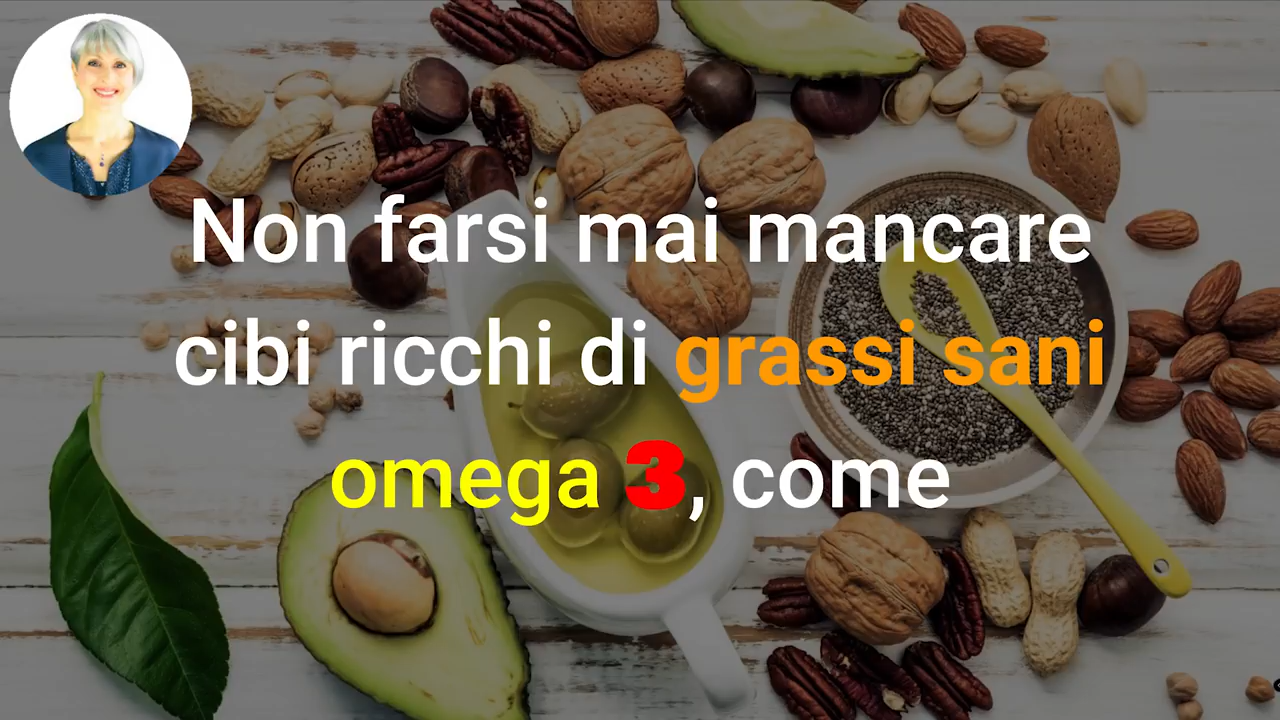 Non farsi mai mancare
cibi ricchi di grassi sani
omega 3, come